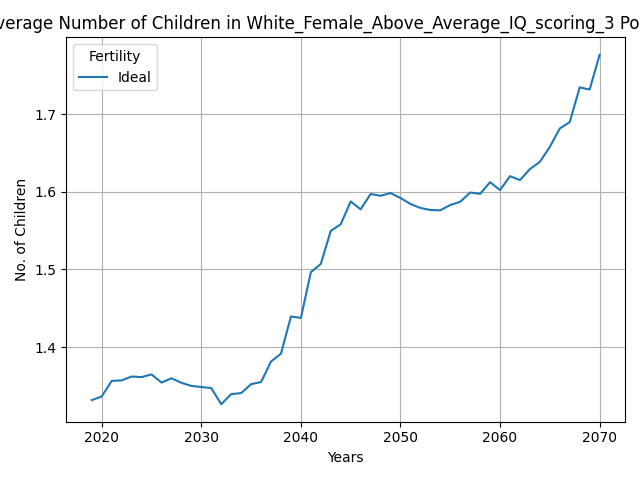 verage Number of Children in White_Female_Above_Average_IQ_scoring_3 Po
Fertility
Ideal
1.7
1.6
1.5
1.4
No. of Children
2020 2030 2040 2050 2060 2070
Years